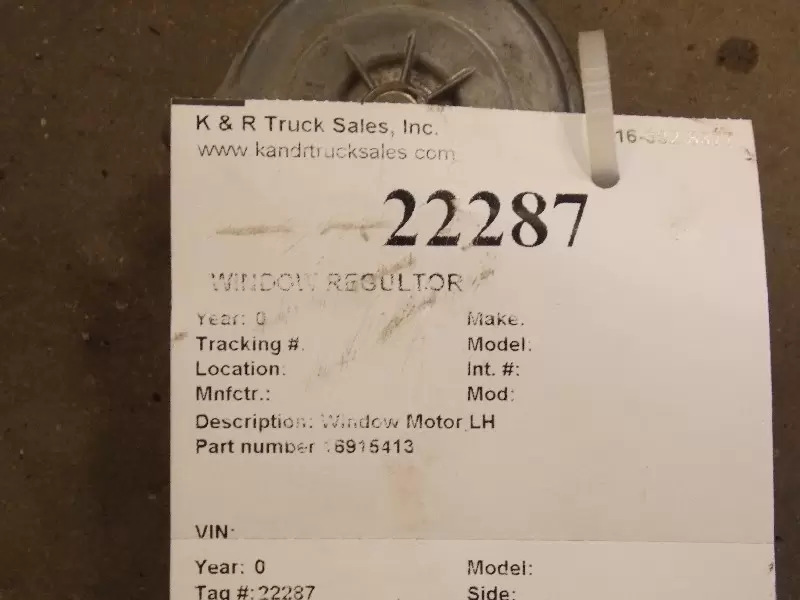 K & R Truck Sales, Inc.
www kandrtrucksales com
22287
WINDOW REGULTOR
Year: 0 Make.
Tracking #. Model:
Location: Int. #:
Mnfctr.: Mod:
Description: Window Motor LH
Part number 16915413
VIN:
Year: 0 Model:
Tag #: 22287 Side: